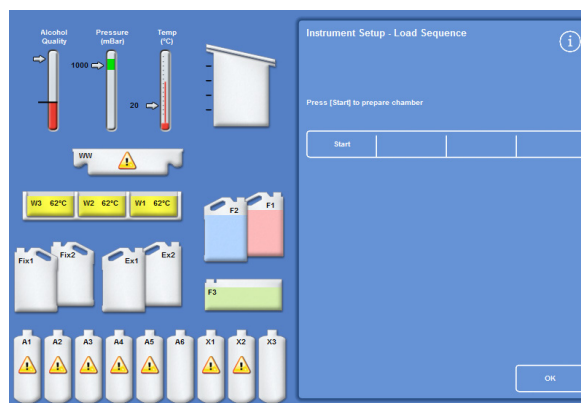 Alcohol Quality
Pressure (mBar)
Temp (°C)
1000
20
WW
W3 62°C
W2 62°C
W1 62°C
F2
F1
Fix1
Fix2
Ex1
Ex2
F3
A1
A2
A3
A4
A5
A6
X1
X2
X3
Instrument Setup - Load Sequence
i
Press [Start] to prepare chamber
Start
OK